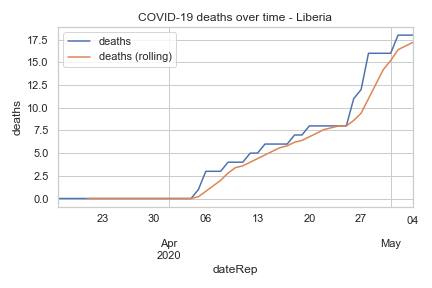 COVID-19 deaths over time - Liberia
deaths
deaths (rolling)
deaths
17.5
15.0
12.5
10.0
7.5
5.0
2.5
0.0
23 30 06 13 20 27 04
Apr May
2020
dateRep